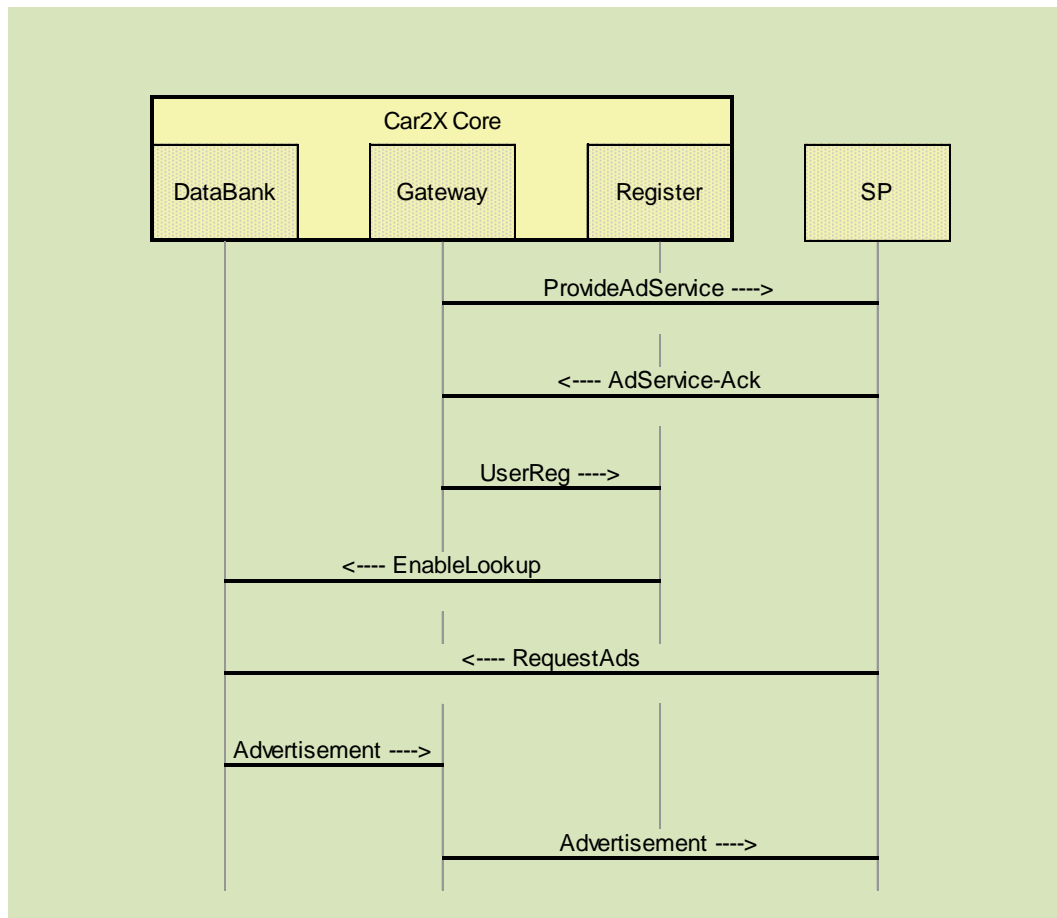 Car2X Core
DataBank
Gateway
Register
SP
ProvideAdService ---->
<---- AdService-Ack
UserReg ---->
<---- EnableLookup
<---- RequestAds
Advertisement ---->
Advertisement ---->